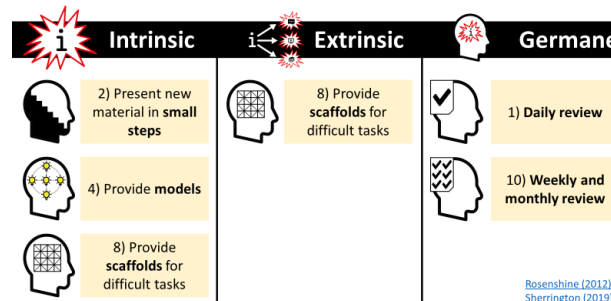 i Intrinsic
i Extrinsic
i Germane
2) Present new
material in small
steps
4) Provide models
8) Provide
scaffolds for
difficult tasks
8) Provide
scaffolds for
difficult tasks
1) Daily review
10) Weekly and
monthly review
Rosenshine (2012)
Sherrington (2019)